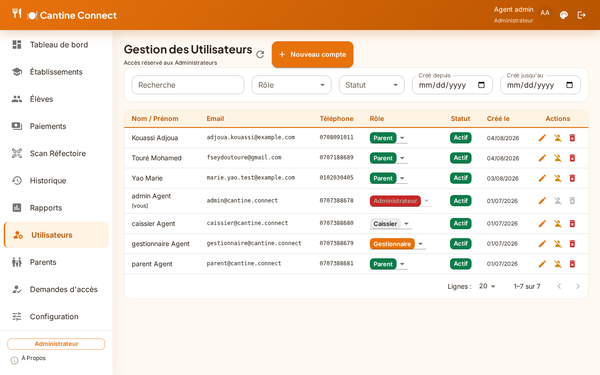 Cantine Connect
Agent admin
Administrateur
AA
Tableau de bord
Établissements
Élèves
Paiements
Scan Réfectoire
Historique
Rapports
Utilisateurs
Parents
Demandes d'accès
Configuration
Administrateur
À Propos
Gestion des Utilisateurs
Accès réservé aux Administrateurs
Nouveau compte
Recherche
Rôle
Statut
Créé depuis
mm/dd/yyyy
Créé jusqu'au
mm/dd/yyyy
Nom / Prénom Email Téléphone Rôle Statut Créé le Actions
Kouassi Adjoua adjoua.kouassi@example.com 0708091011 Parent Actif 04/08/2026
Touré Mohamed fseydoutoure@gmail.com 0707188689 Parent Actif 04/08/2026
Yao Marie marie.yao.test@example.com 0102030405 Parent Actif 03/08/2026
admin Agent (vous) admin@cantine.connect 0707388678 Administrateur Actif 01/07/2026
caissier Agent caissier@cantine.connect 0707388680 Caissier Actif 01/07/2026
gestionnaire Agent gestionnaire@cantine.connect 0707388679 Gestionnaire Actif 01/07/2026
parent Agent parent@cantine.connect 0707388681 Parent Actif 01/07/2026
Lignes : 20 1–7 sur 7